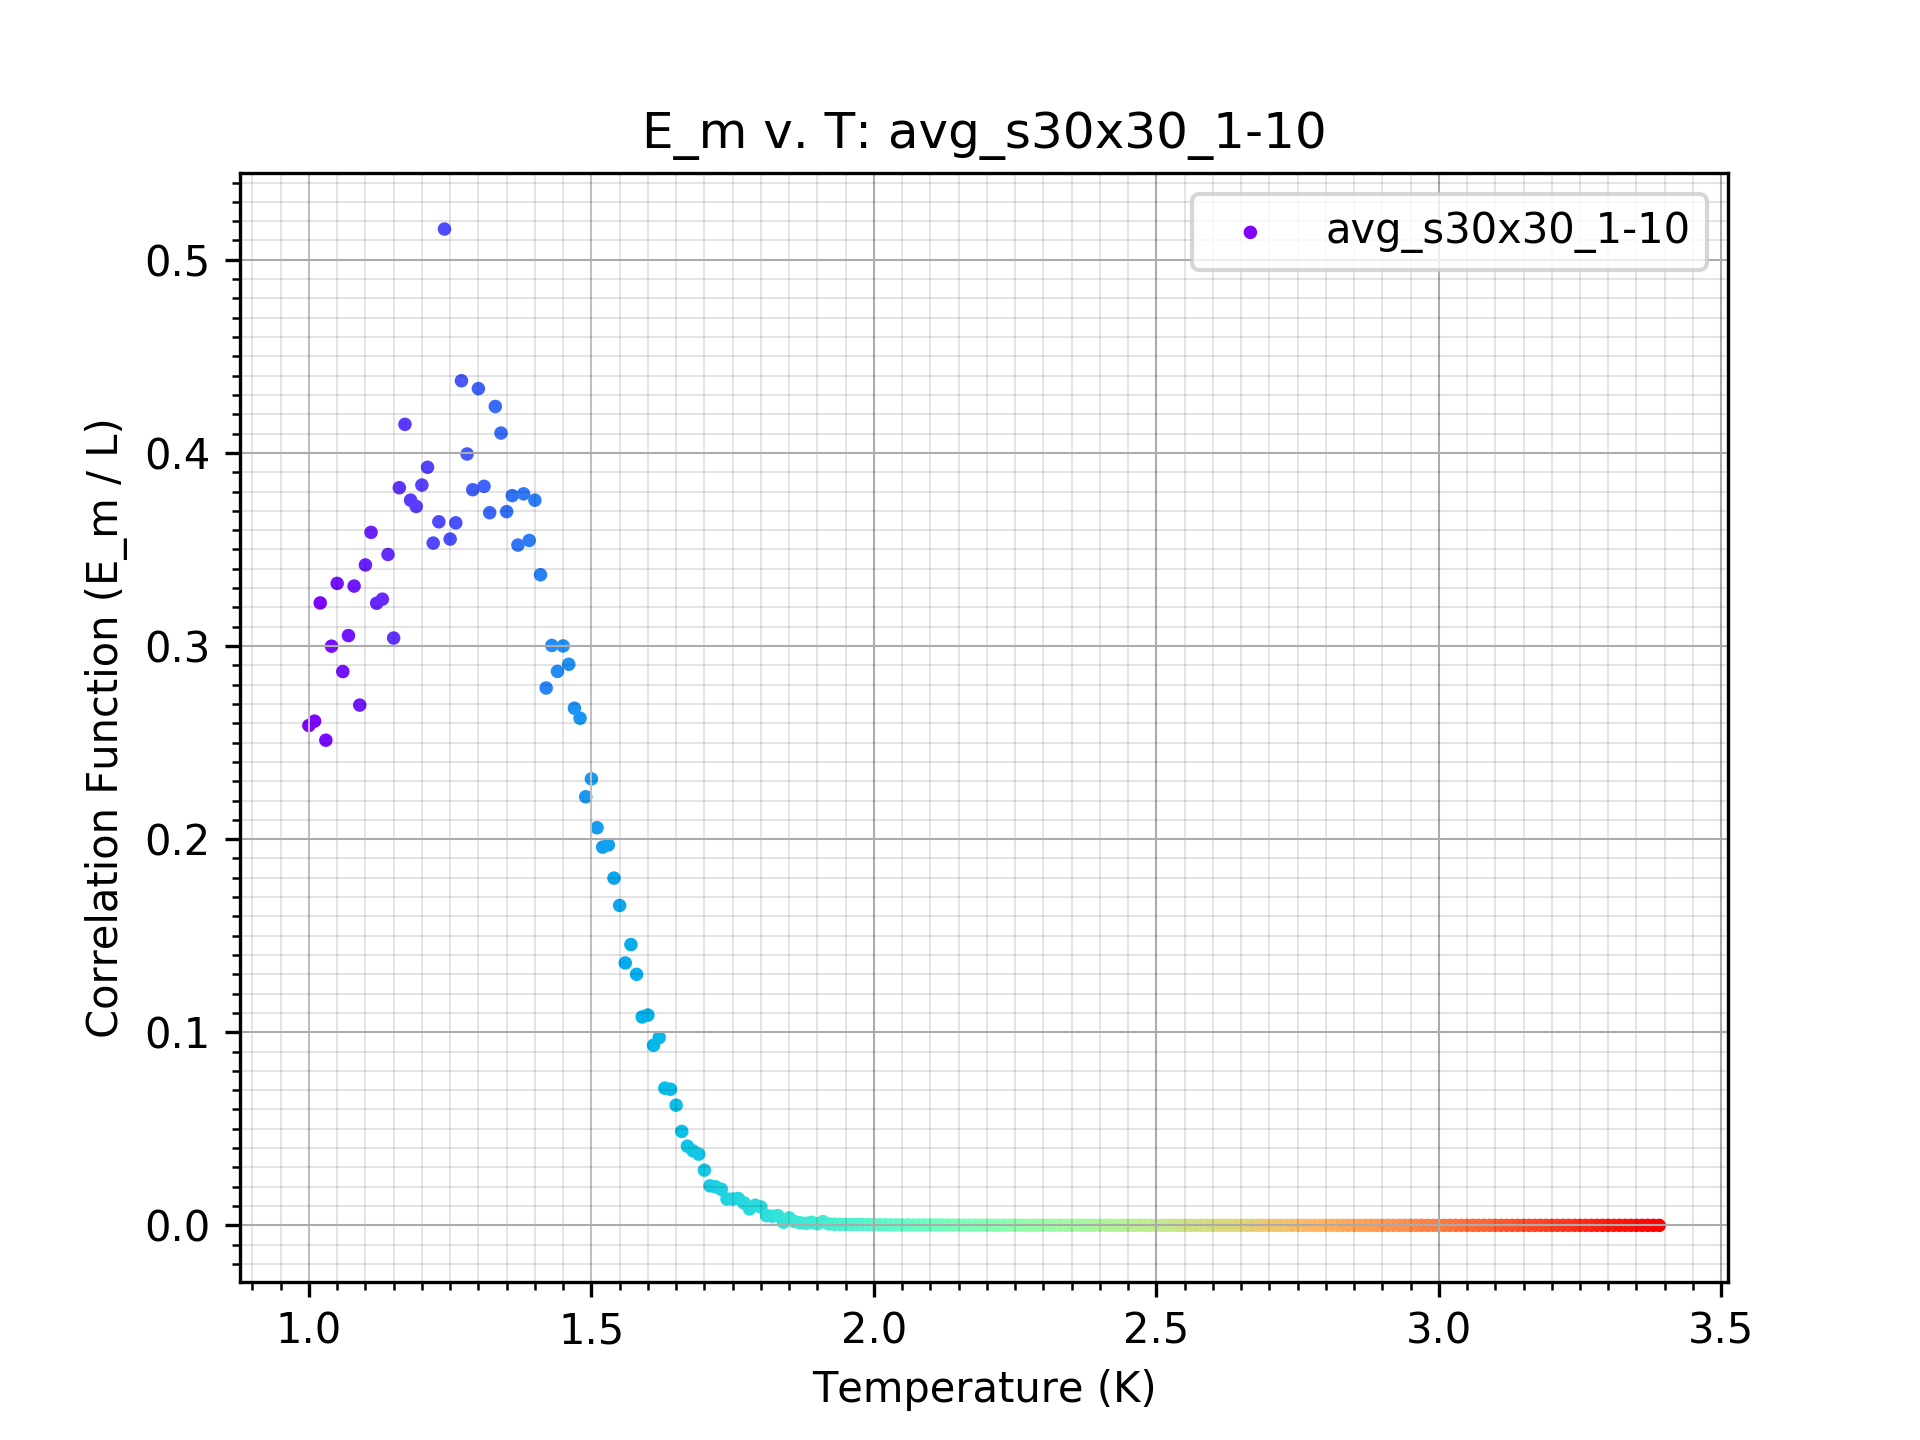 E_m v. T: avg_s30x30_1-10
avg_s30x30_1-10
Correlation Function (E_m / L)
0.5
0.4
0.3
0.2
0.1
0.0
1.0 1.5 2.0 2.5 3.0 3.5
Temperature (K)